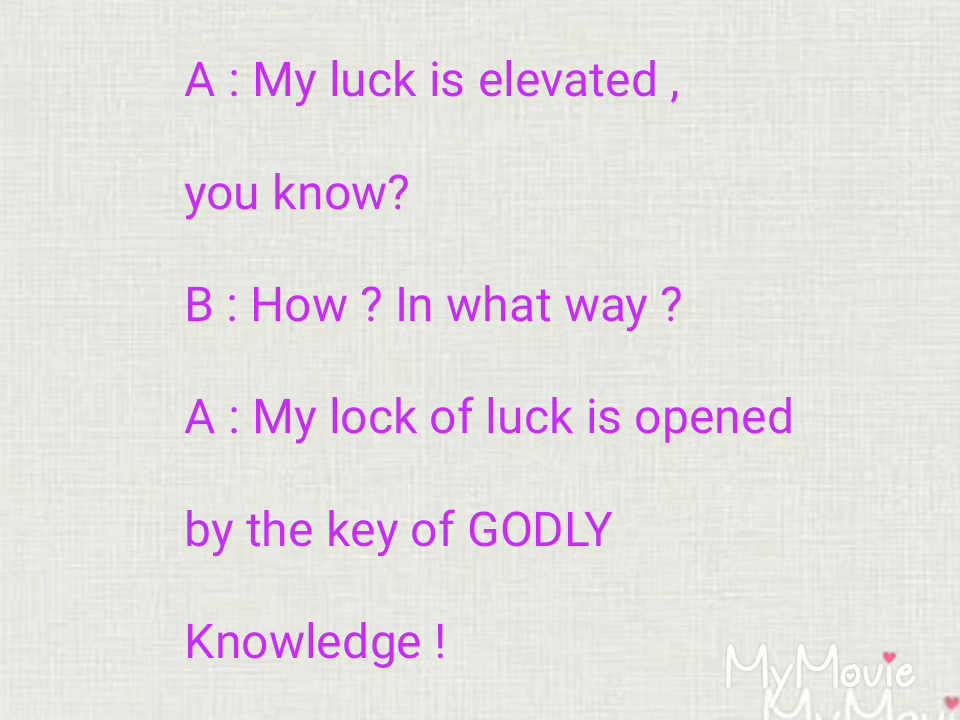 A : My luck is elevated ,
you know?
B : How ? In what way ?
A : My lock of luck is opened
by the key of GODLY
Knowledge !
MyMovie
MyMovie